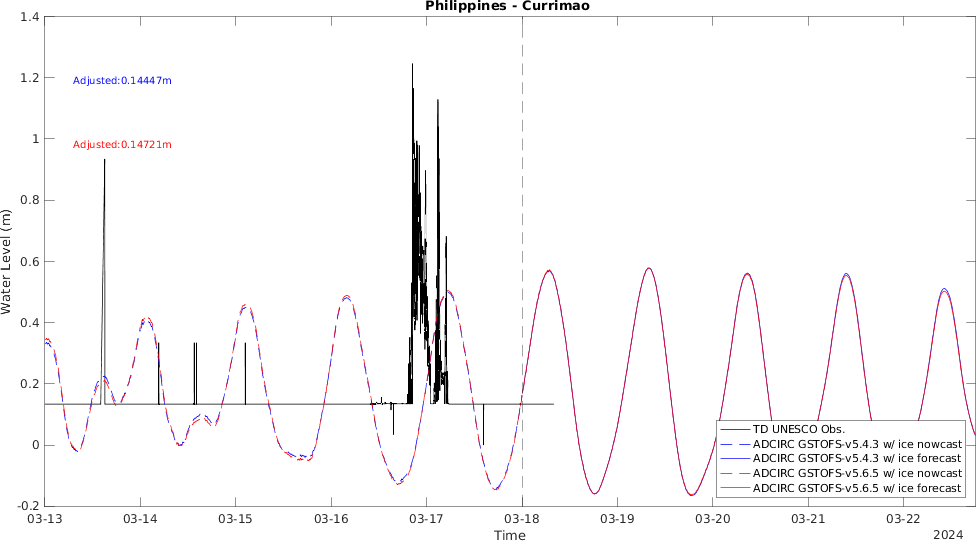 Philippines - Currimao
1.4
1.2
1
0.8
0.6
0.4
0.2
0
-0.2
Water Level (m)
Adjusted:0.14447m
Adjusted:0.14721m
TD UNESCO Obs.
ADCIRC GSTOFS-v5.4.3 w/ ice nowcast
ADCIRC GSTOFS-v5.4.3 w/ ice forecast
ADCIRC GSTOFS-v5.6.5 w/ ice nowcast
ADCIRC GSTOFS-v5.6.5 w/ ice forecast
03-13 03-14 03-15 03-16 03-17 03-18 03-19 03-20 03-21 03-22
Time
2024